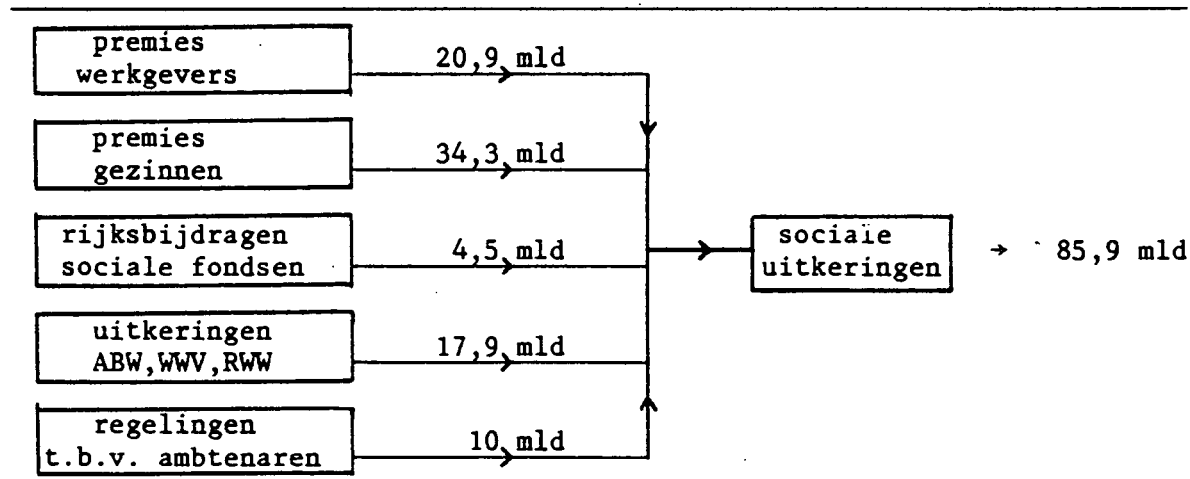 premies
werkgevers
20,9 mld
premies
gezinnen
34,3 mld
rijksbijdragen
sociale fondsen
4,5 mld
sociale
uitkeringen
→ 85,9 mld
uitkeringen
ABW,WWV,RWW
17,9 mld
regelingen
t.b.v. ambtenaren
10 mld